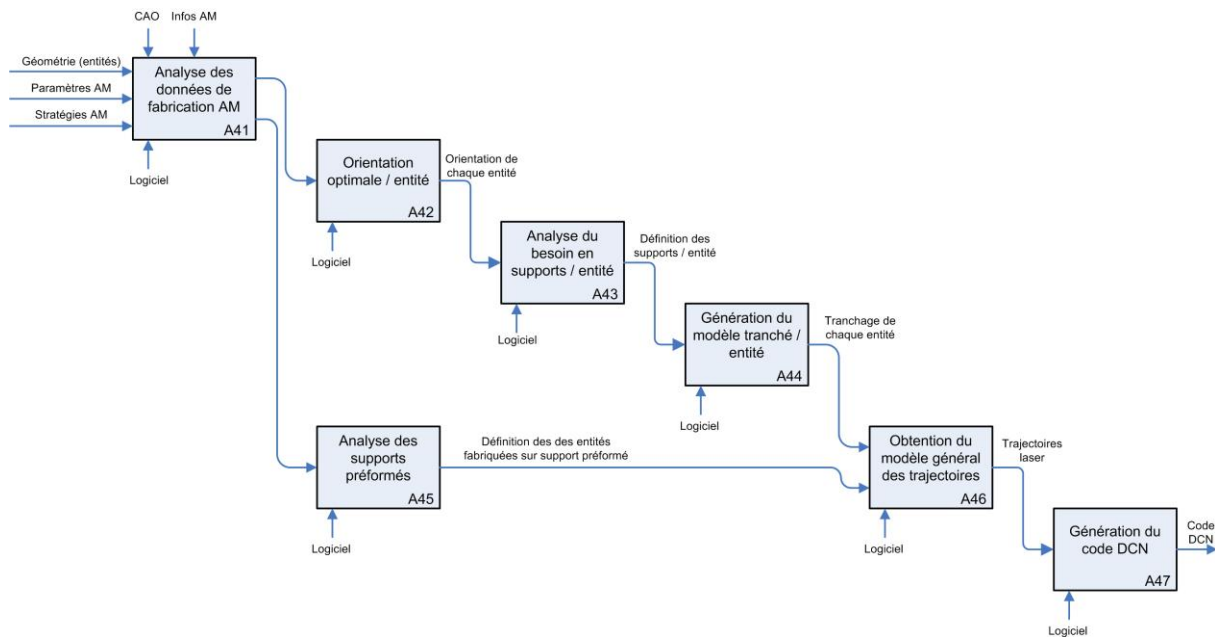 CAO
Infos AM
Géométrie (entités)
Paramètres AM
Stratégies AM
Analyse des
données de
fabrication AM
A41
Logiciel
Orientation
optimale / entité
A42
Logiciel
Orientation de
chaque entité
Analyse du
besoin en
supports / entité
A43
Logiciel
Définition des
supports / entité
Génération du
modèle tranché /
entité
A44
Logiciel
Tranchage de
chaque entité
Analyse des
supports
préformés
A45
Logiciel
Définition des des entités
fabriquées sur support préformé
Obtention du
modèle général
des trajectoires
A46
Logiciel
Trajectoires
laser
Génération du
code DCN
A47
Logiciel
Code
DCN